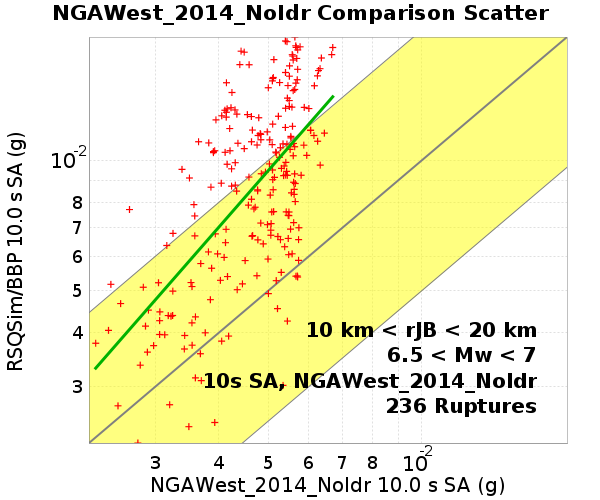 NGAWest_2014_NoIdr Comparison Scatter
RSQSim/BBP 10.0 s SA (g)
10-2
8
7
6
5
4
3
10 km < rJB < 20 km
6.5 < Mw < 7
10s SA, NGAWest_2014_NoIdr
236 Ruptures
3 4 5 6 7 8 10-2
NGAWest_2014_NoIdr 10.0 s SA (g)